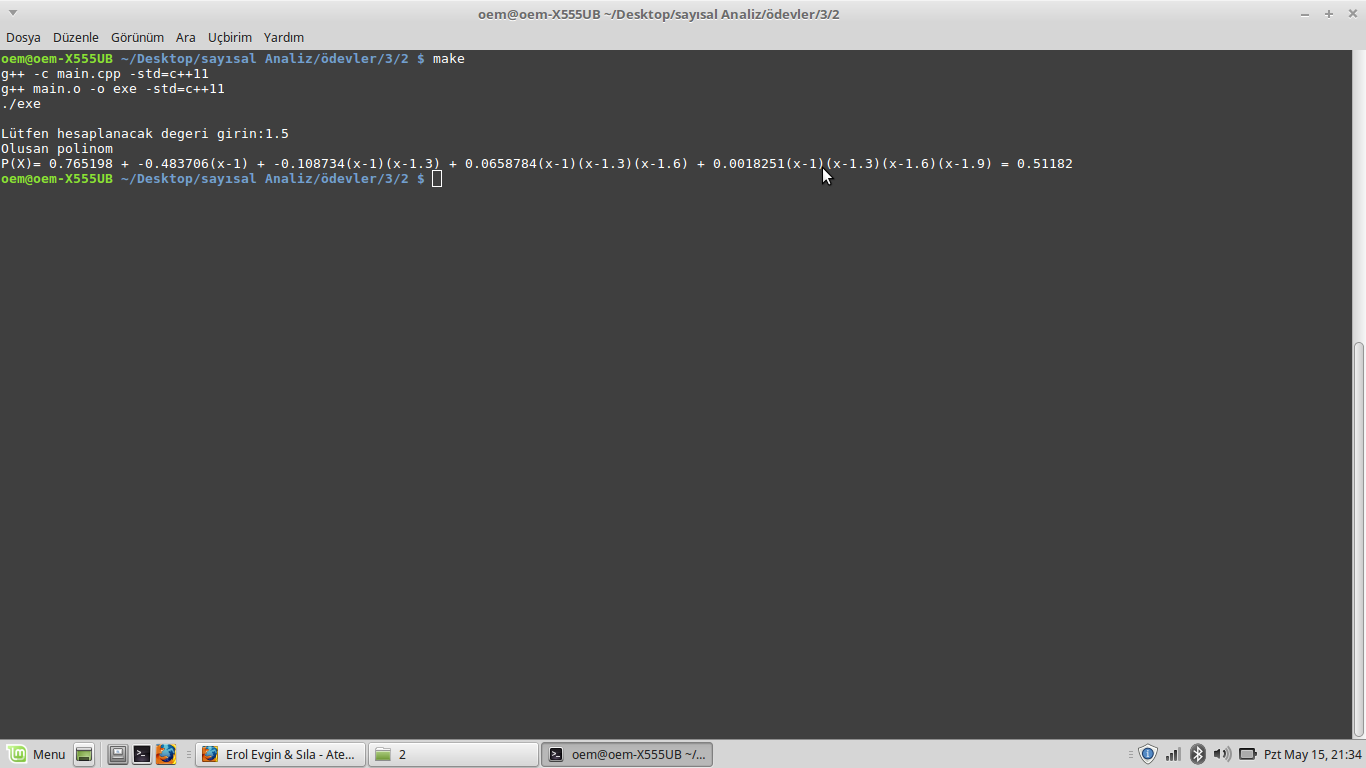 oem@oem-X555UB ~/Desktop/sayısal Analiz/ödevler/3/2
Dosya Düzenle Görünüm Ara Uçbirim Yardım
oem@oem-X555UB ~/Desktop/sayısal Analiz/ödevler/3/2 $ make
g++ -c main.cpp -std=c++11
g++ main.o -o exe -std=c++11
./exe
Lütfen hesaplanacak degeri girin:1.5
Olusan polinom
P(X)= 0.765198 + -0.483706(x-1) + -0.108734(x-1)(x-1.3) + 0.0658784(x-1)(x-1.3)(x-1.6) + 0.0018251(x-1)(x-1.3)(x-1.6)(x-1.9) = 0.51182
oem@oem-X555UB ~/Desktop/sayısal Analiz/ödevler/3/2 $
Menu Erol Evgin & Sıla - Ate... 2 oem@oem-X555UB ~/... Pzt May 15, 21:34